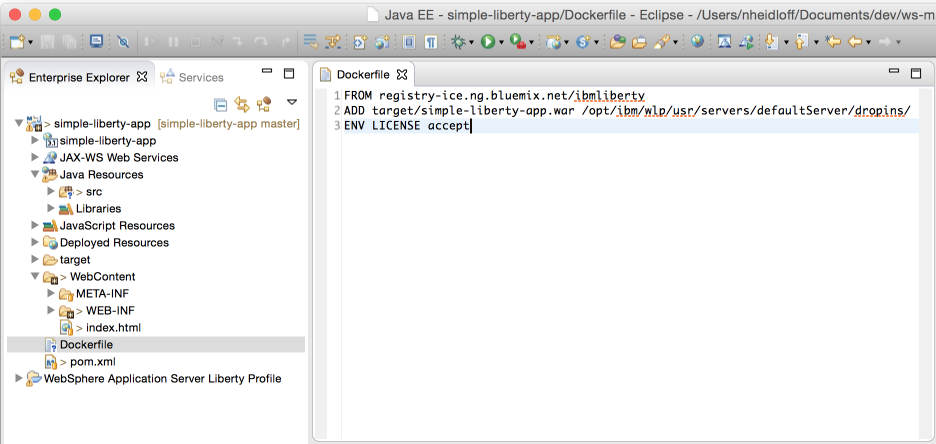 Java EE - simple-liberty-app/Dockerfile - Eclipse - /Users/nheidloff/Documents/dev/ws-m
Enterprise Explorer
Services
> simple-liberty-app [simple-liberty-app master]
simple-liberty-app
JAX-WS Web Services
Java Resources
> src
Libraries
JavaScript Resources
Deployed Resources
target
> WebContent
META-INF
> WEB-INF
> index.html
Dockerfile
> pom.xml
WebSphere Application Server Liberty Profile
Dockerfile
1 FROM registry-ice.ng.bluemix.net/ibmliberty
2 ADD target/simple-liberty-app.war /opt/ibm/wlp/usr/servers/defaultServer/dropins/
3 ENV LICENSE accept